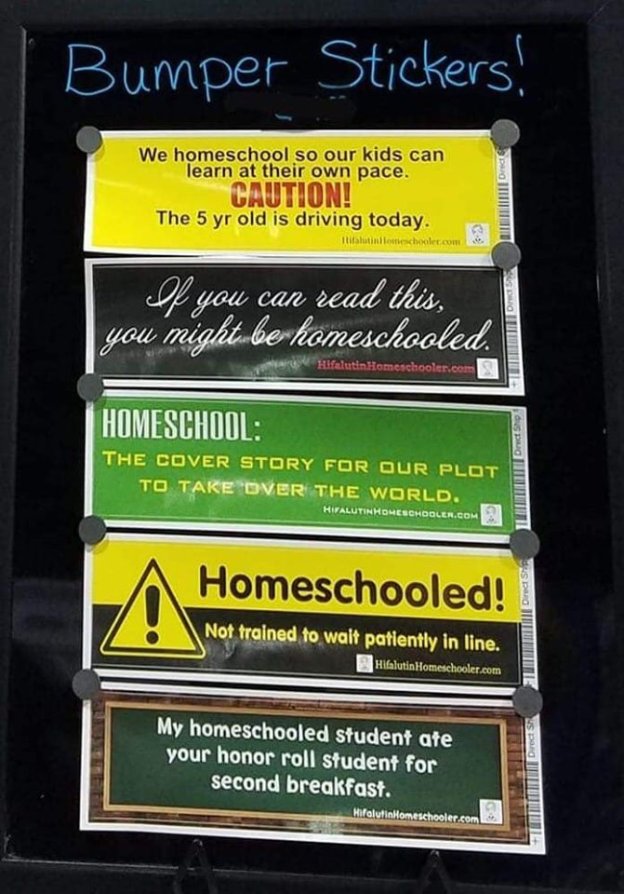 Bumper Stickers!
We homeschool so our kids can
learn at their own pace.
CAUTION!
The 5 yr old is driving today.
HifalutinHomeschooler.com
If you can read this,
you might be homeschooled.
HifalutinHomeschooler.com
HOMESCHOOL:
THE COVER STORY FOR OUR PLOT
TO TAKE OVER THE WORLD.
HIFALUTINHOMESCHOOLER.COM
Direct Ship
Homeschooled!
Not trained to wait patiently in line.
HifalutinHomeschooler.com
My homeschooled student ate
your honor roll student for
second breakfast.
HifalutinHomeschooler.com